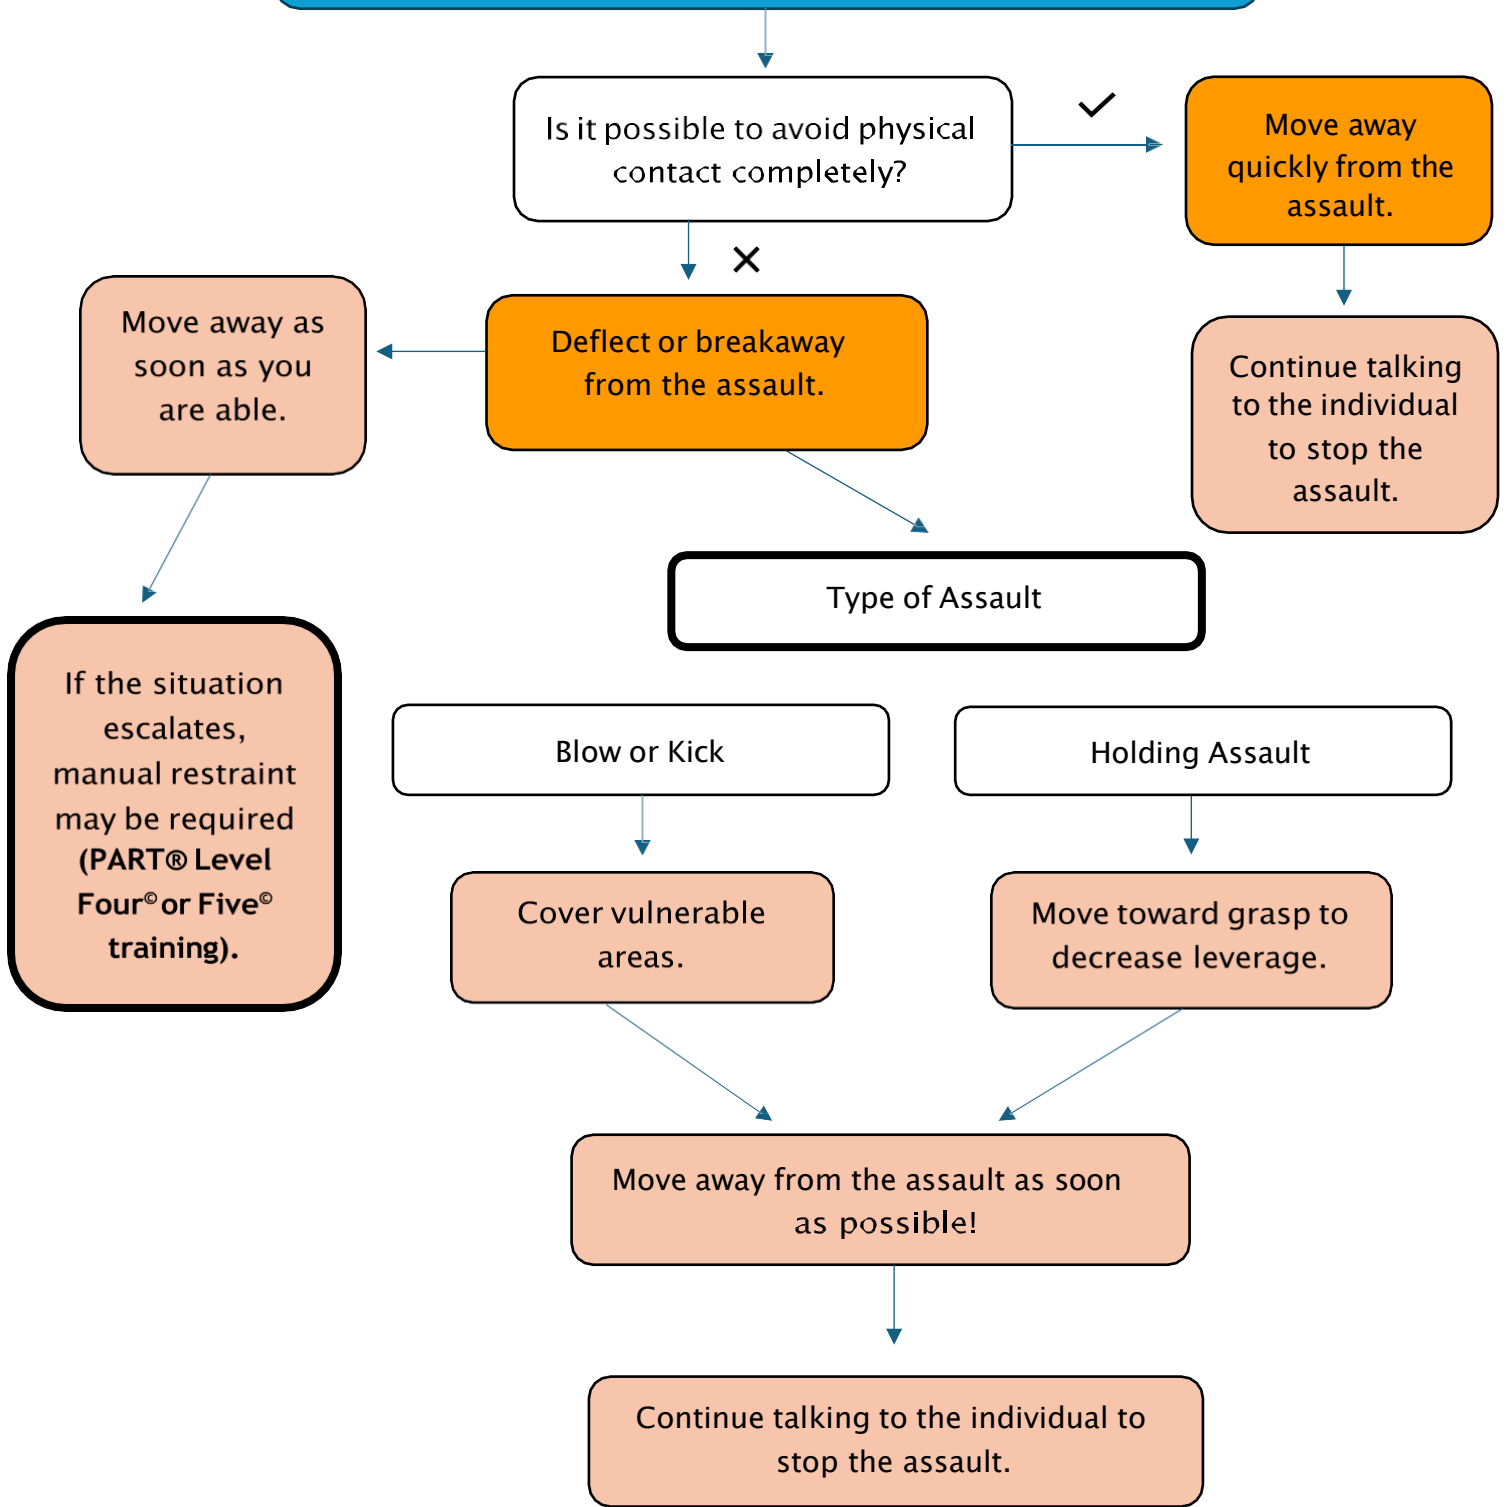 Is it possible to avoid physical
contact completely?
✓
Move away
quickly from the
assault.
✕
Move away as
soon as you
are able.
Deflect or breakaway
from the assault.
Continue talking
to the individual
to stop the
assault.
Type of Assault
If the situation
escalates,
manual restraint
may be required
(PART® Level
Four© or Five©
training).
Blow or Kick
Holding Assault
Cover vulnerable
areas.
Move toward grasp to
decrease leverage.
Move away from the assault as soon
as possible!
Continue talking to the individual to
stop the assault.